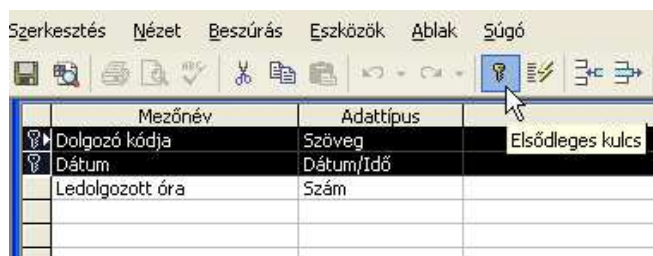 Szerkesztés Nézet Beszúrás Eszközök Ablak Súgó
Mezőnév Adattípus
Dolgozó kódja Szöveg
Elsődleges kulcs
Dátum Dátum/Idő
Ledolgozott óra Szám